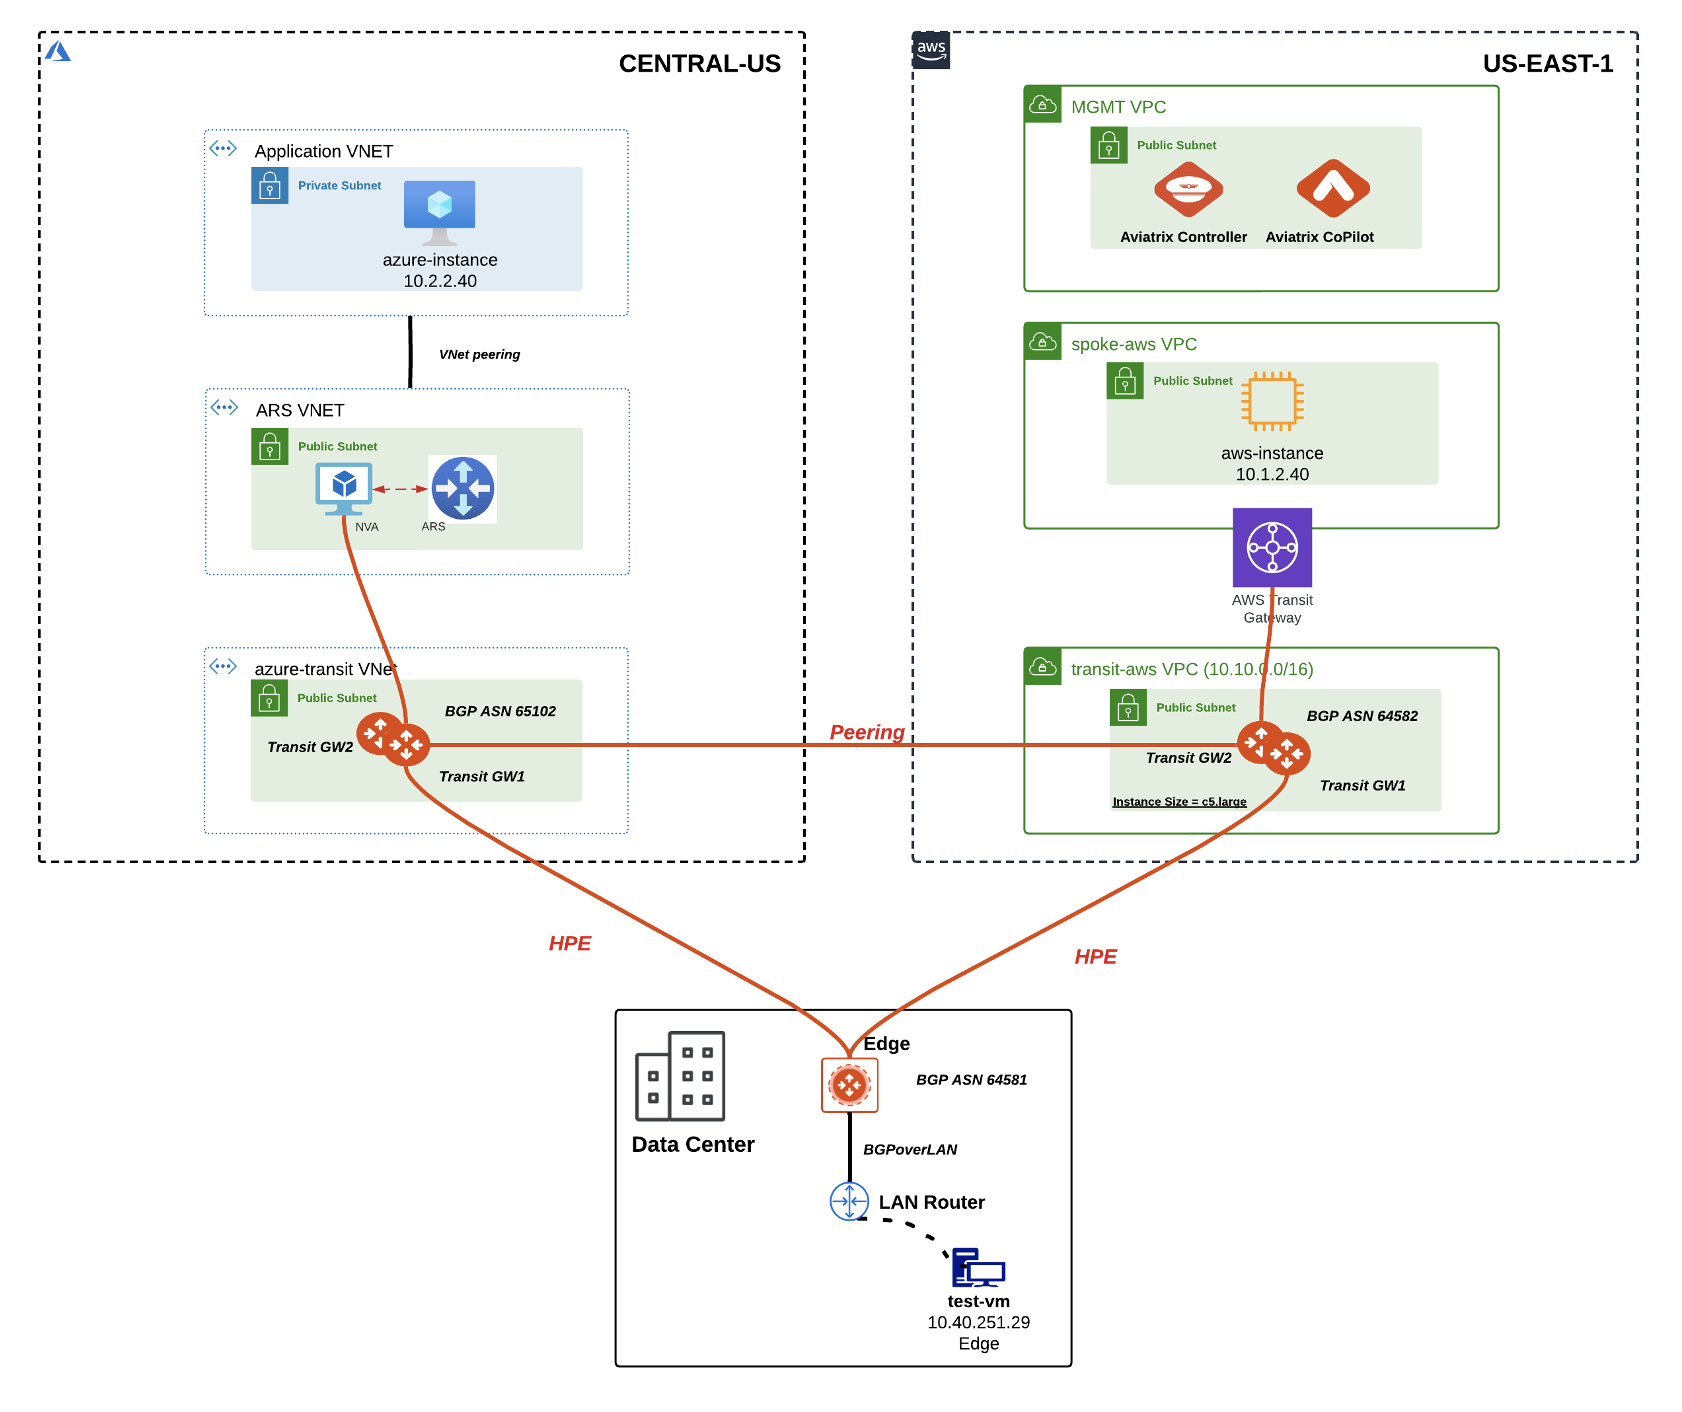 CENTRAL-US
Application VNET
Private Subnet
azure-instance
10.2.2.40
VNet peering
ARS VNET
Public Subnet
NVA
ARS
azure-transit VNet
Public Subnet
BGP ASN 65102
Transit GW2
Transit GW1
Peering
aws
US-EAST-1
MGMT VPC
Public Subnet
Aviatrix Controller
Aviatrix CoPilot
spoke-aws VPC
Public Subnet
aws-instance
10.1.2.40
AWS Transit
Gateway
transit-aws VPC (10.10.0.0/16)
Public Subnet
BGP ASN 64582
Transit GW2
Transit GW1
Instance Size = c5.large
HPE
HPE
Edge
BGP ASN 64581
Data Center
BGPoverLAN
LAN Router
test-vm
10.40.251.29
Edge